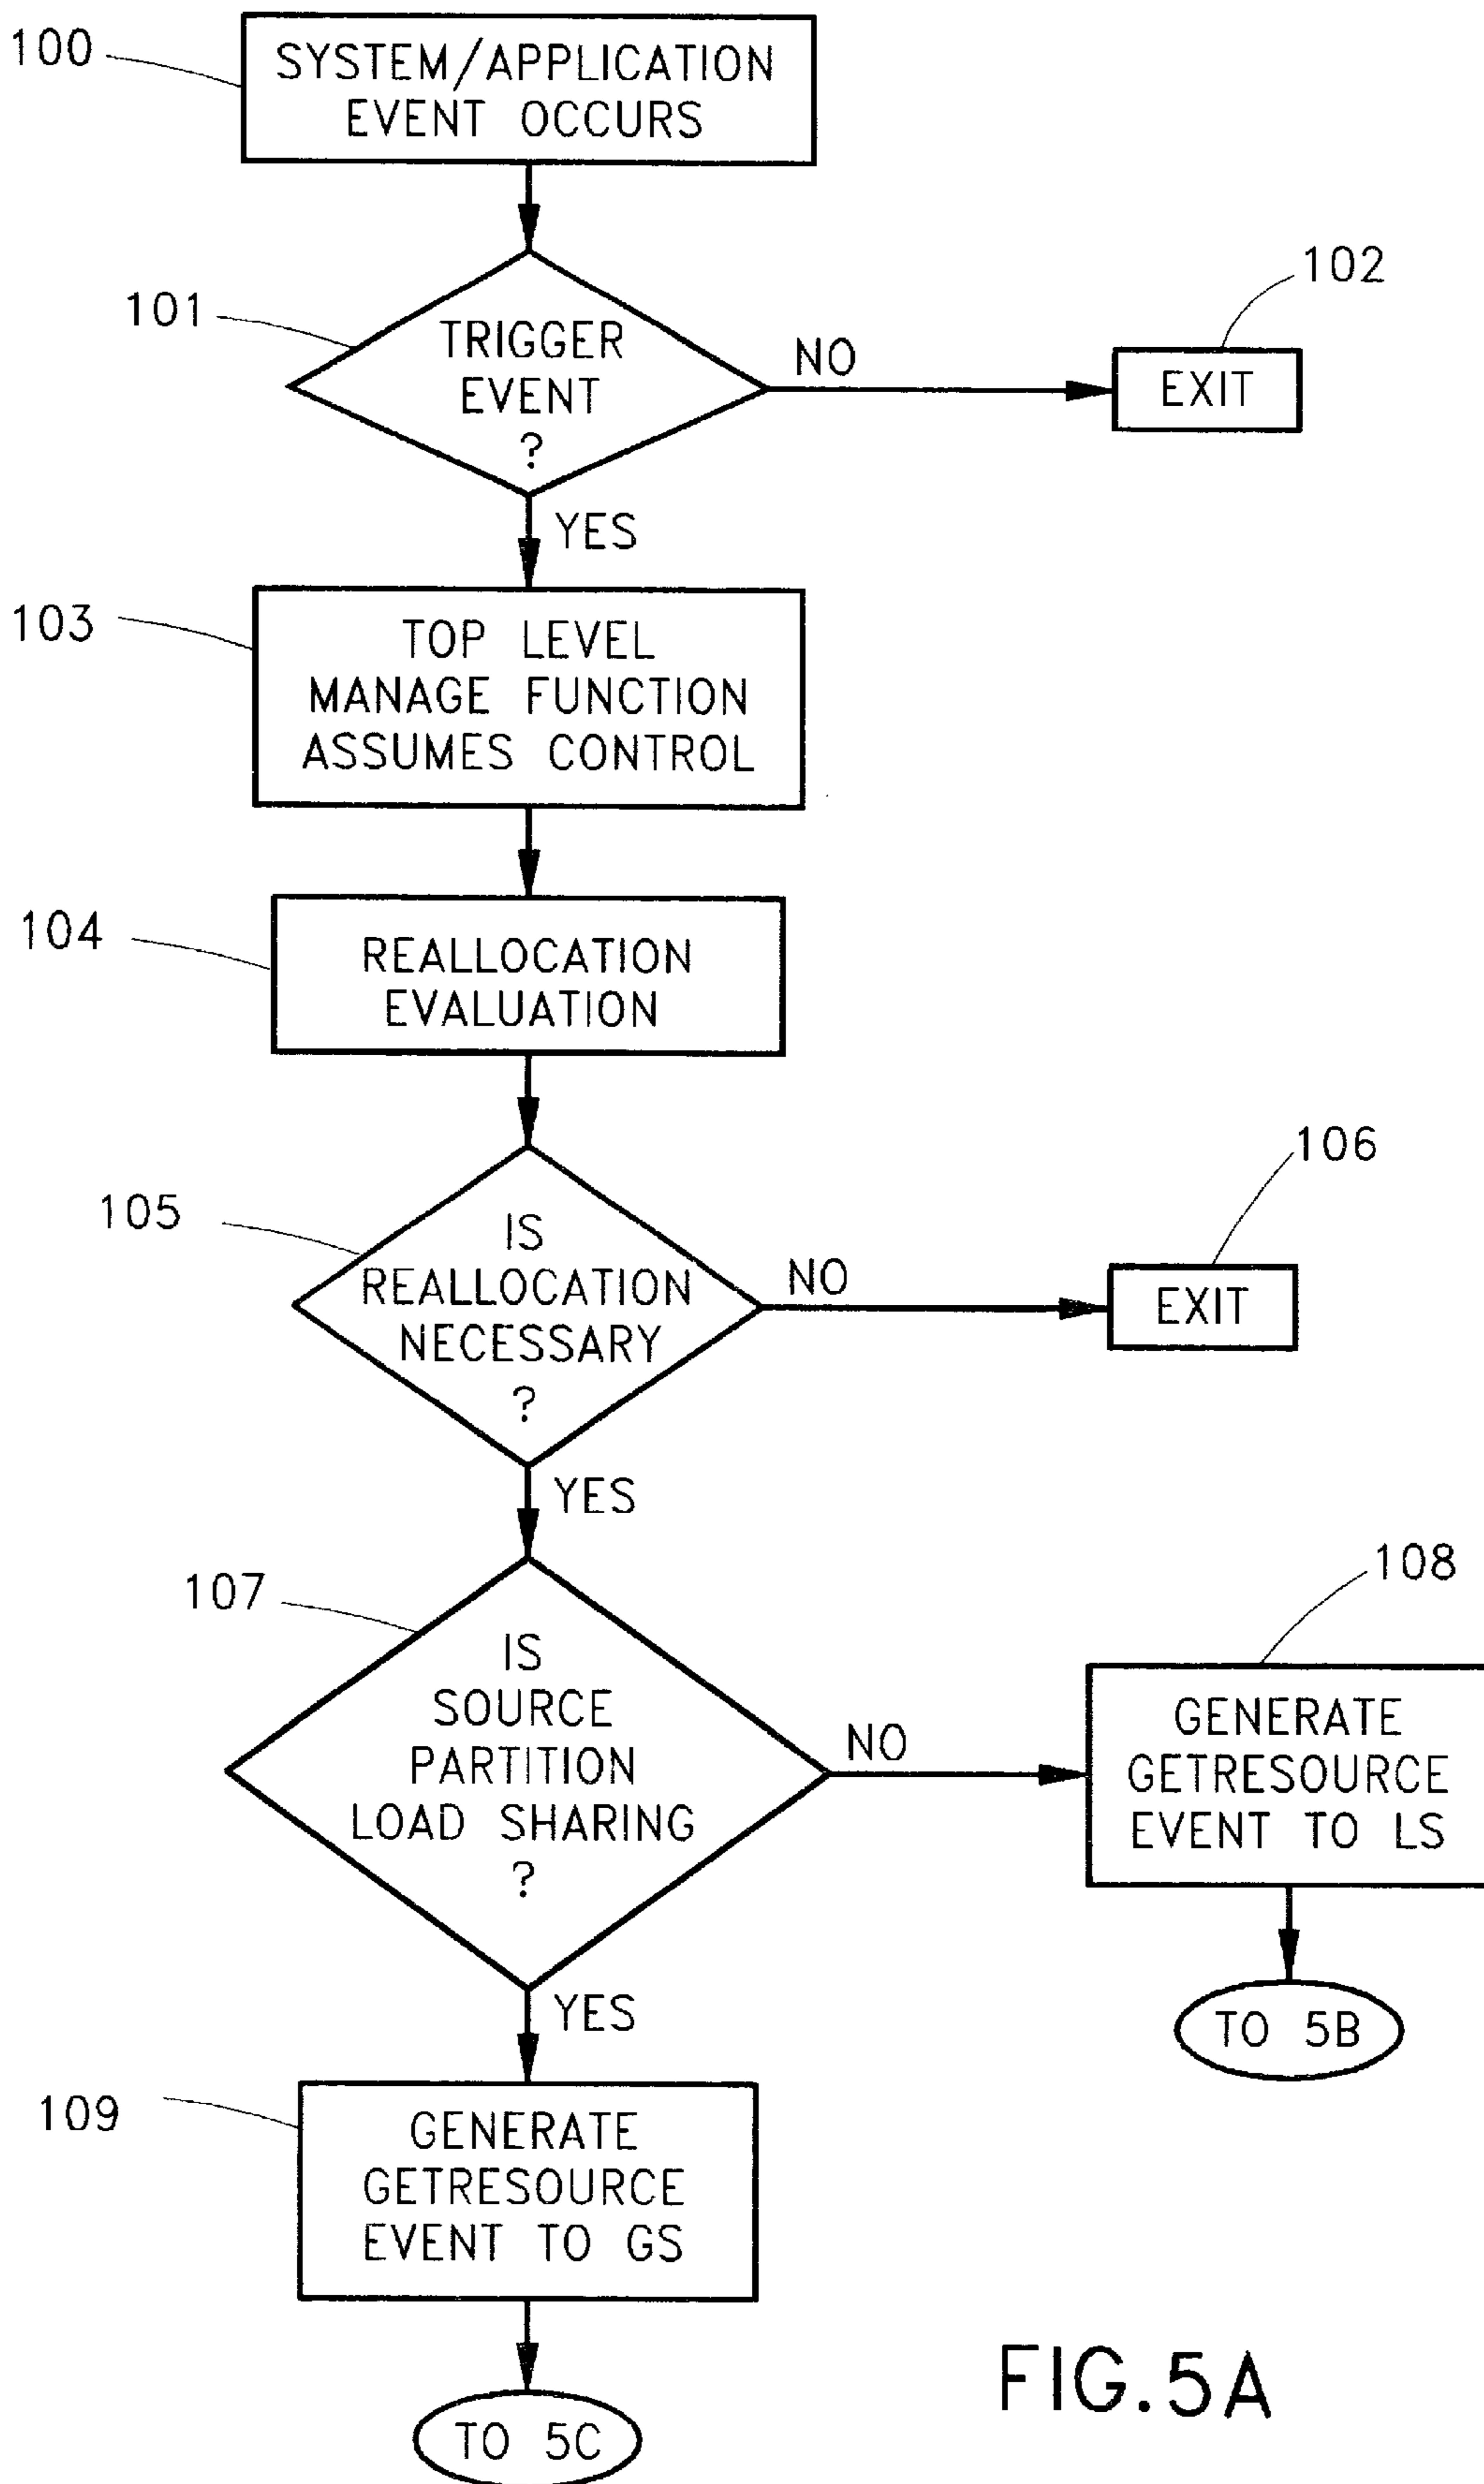 100
SYSTEM/APPLICATION
EVENT OCCURS
101
TRIGGER
EVENT
?
NO
102
EXIT
YES
103
TOP LEVEL
MANAGE FUNCTION
ASSUMES CONTROL
104
REALLOCATION
EVALUATION
105
IS
REALLOCATION
NECESSARY
?
NO
106
EXIT
YES
107
IS
SOURCE
PARTITION
LOAD SHARING
?
NO
108
GENERATE
GETRESOURCE
EVENT TO LS
TO 5B
YES
109
GENERATE
GETRESOURCE
EVENT TO GS
TO 5C
FIG.5A